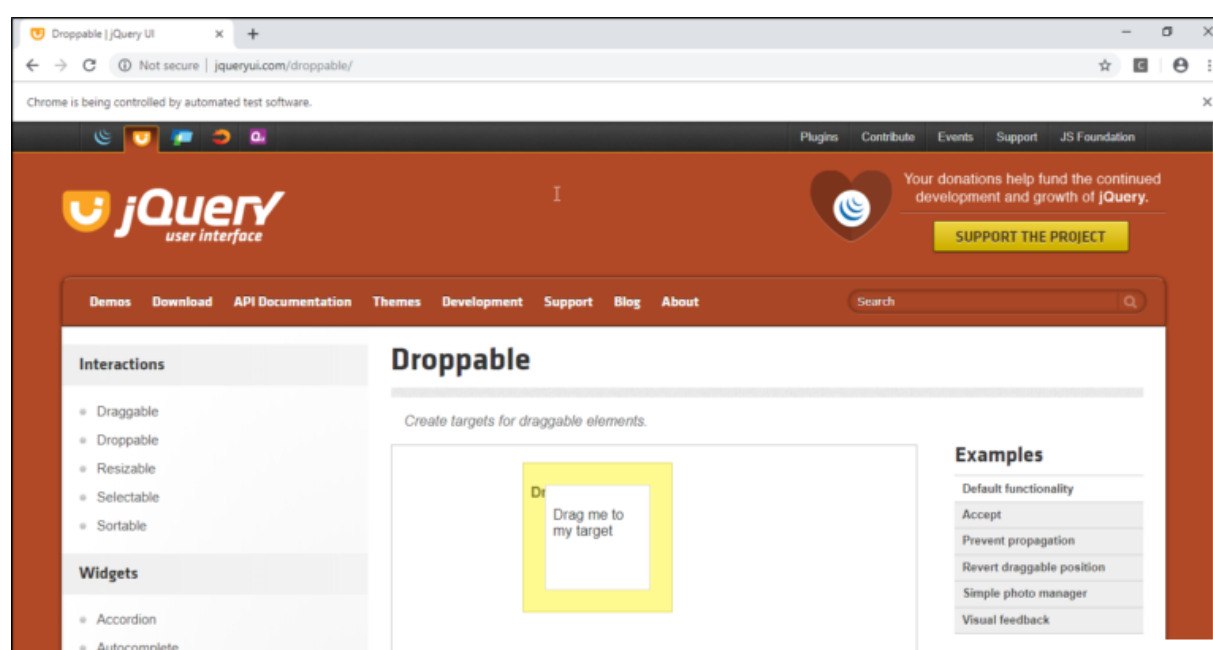 Droppable | jQuery UI
Not secure | jqueryui.com/droppable/
Chrome is being controlled by automated test software.
Plugins Contribute Events Support JS Foundation
jQuery
user interface
Your donations help fund the continued
development and growth of jQuery.
SUPPORT THE PROJECT
Demos Download API Documentation Themes Development Support Blog About Search
Interactions
Draggable
Droppable
Resizable
Selectable
Sortable
Widgets
Accordion
Autocomplete
Droppable
Create targets for draggable elements.
Dr
Drag me to
my target
Examples
Default functionality
Accept
Prevent propagation
Revert draggable position
Simple photo manager
Visual feedback